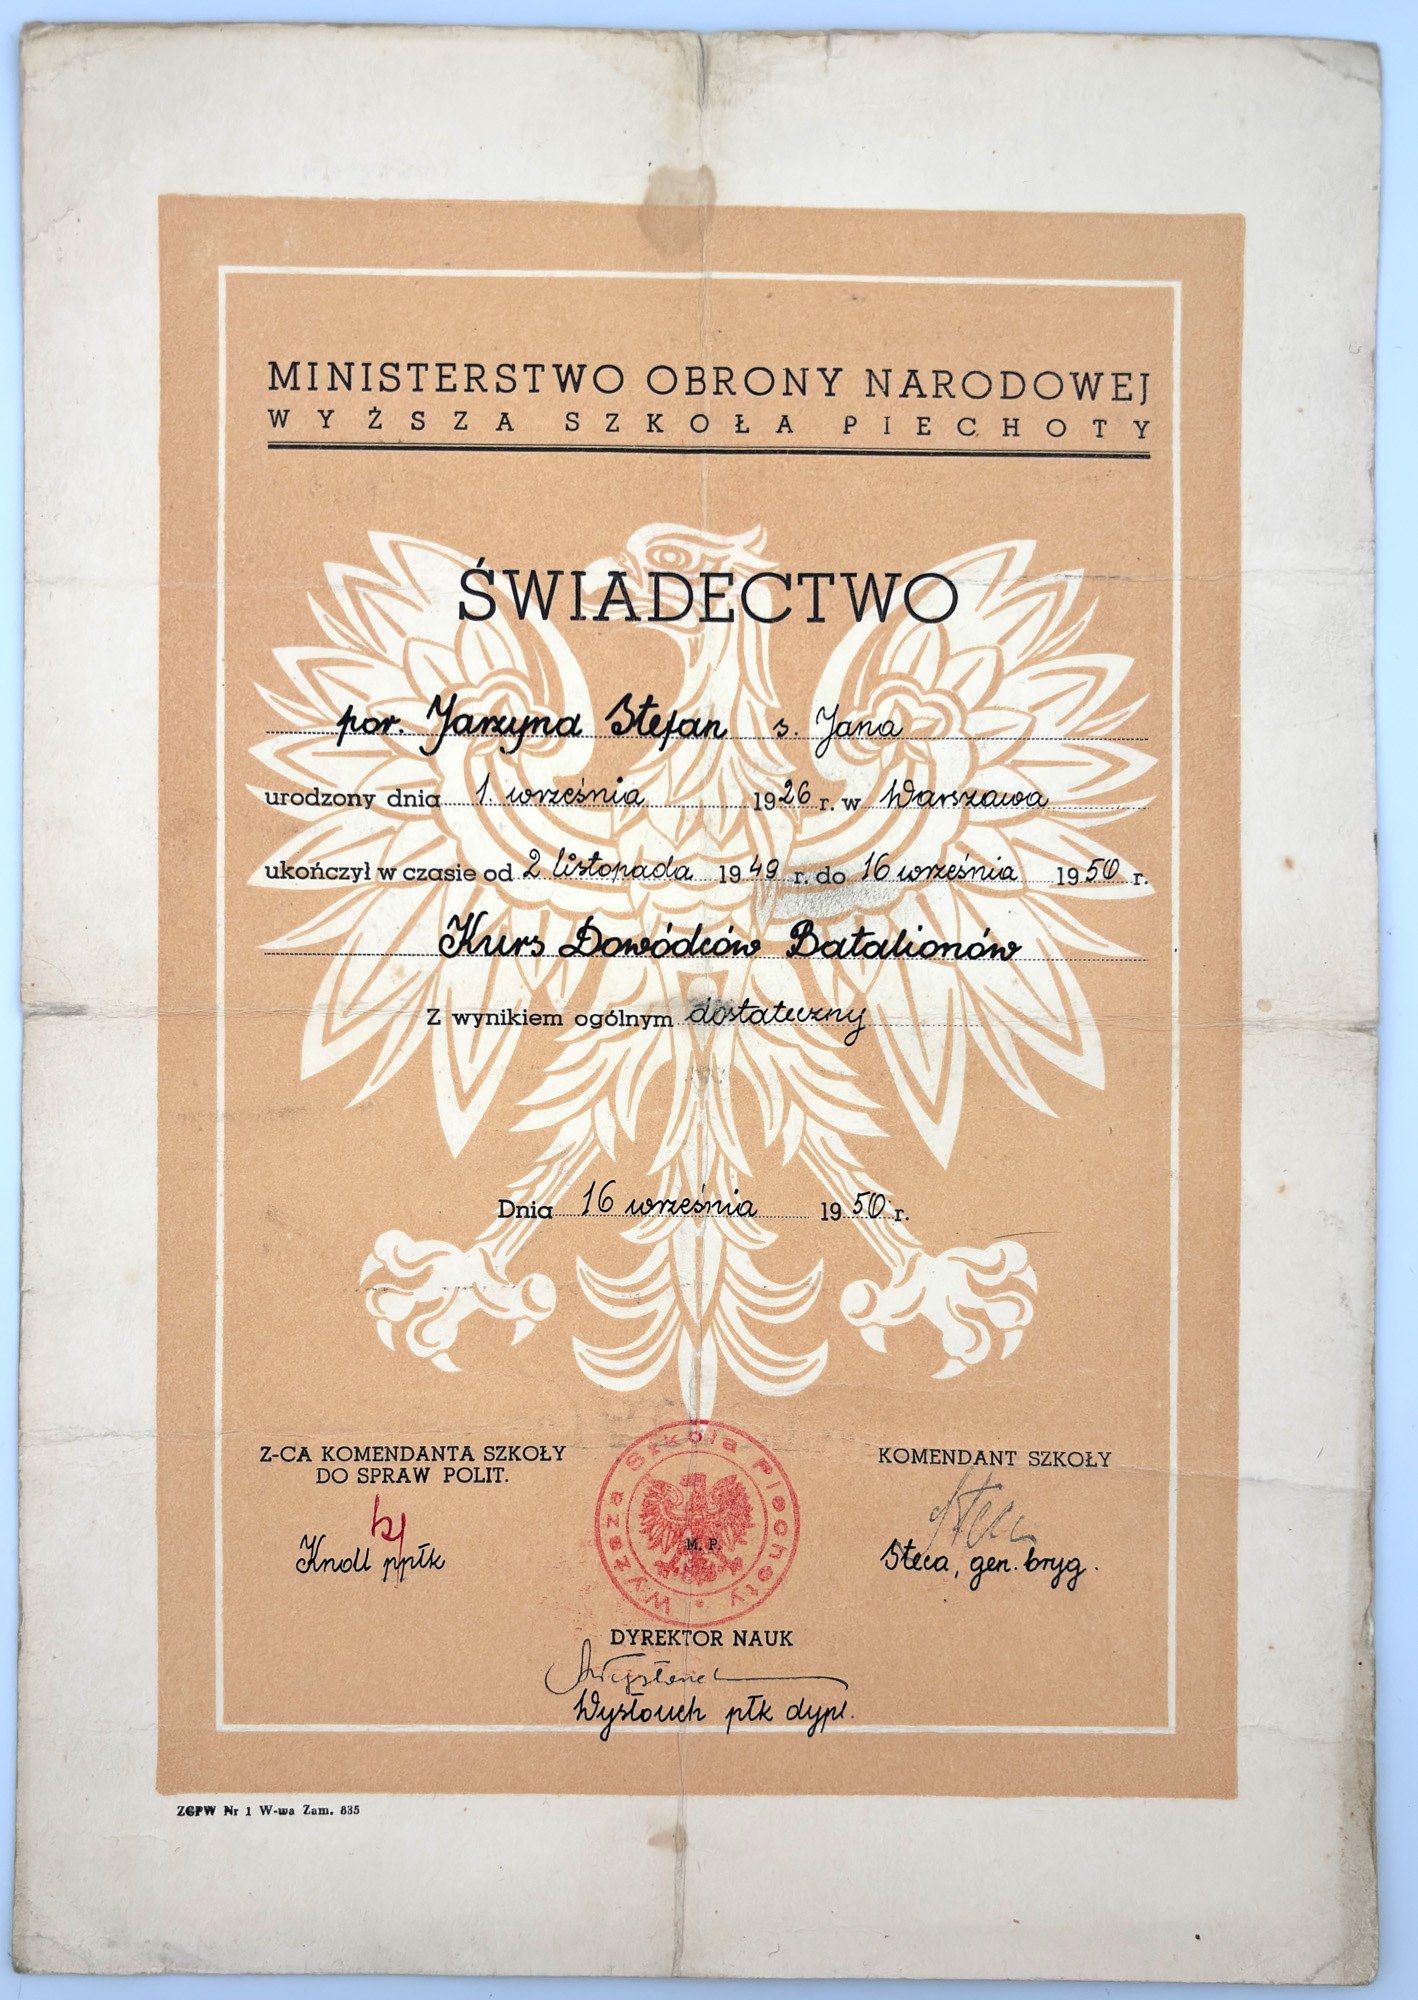 MINISTERSTWO OBRONY NARODOWEJ
WYŻSZA SZKOŁA PIECHOTY
ŚWIADECTWO
por. Jarzyna Stefan s. Jana
urodzony dnia 1 września 1926 r. w Warszawa
ukończył w czasie od 2 listopada 1949 r. do 16 września 1950 r.
Kurs Dowódców Batalionów
Z wynikiem ogólnym dostateczny
Dnia 16 września 1950 r.
Z-CA KOMENDANTA SZKOŁY
DO SPRAW POLIT.
KOMENDANT SZKOŁY
Knoll ppłk
Steca
Steca, gen. bryg.
Wyższa Szkoła Piechoty
M. P.
DYREKTOR NAUK
Wysłouch
Wysłouch płk dypl.
ZGPW Nr 1 W-wa Zam. 835